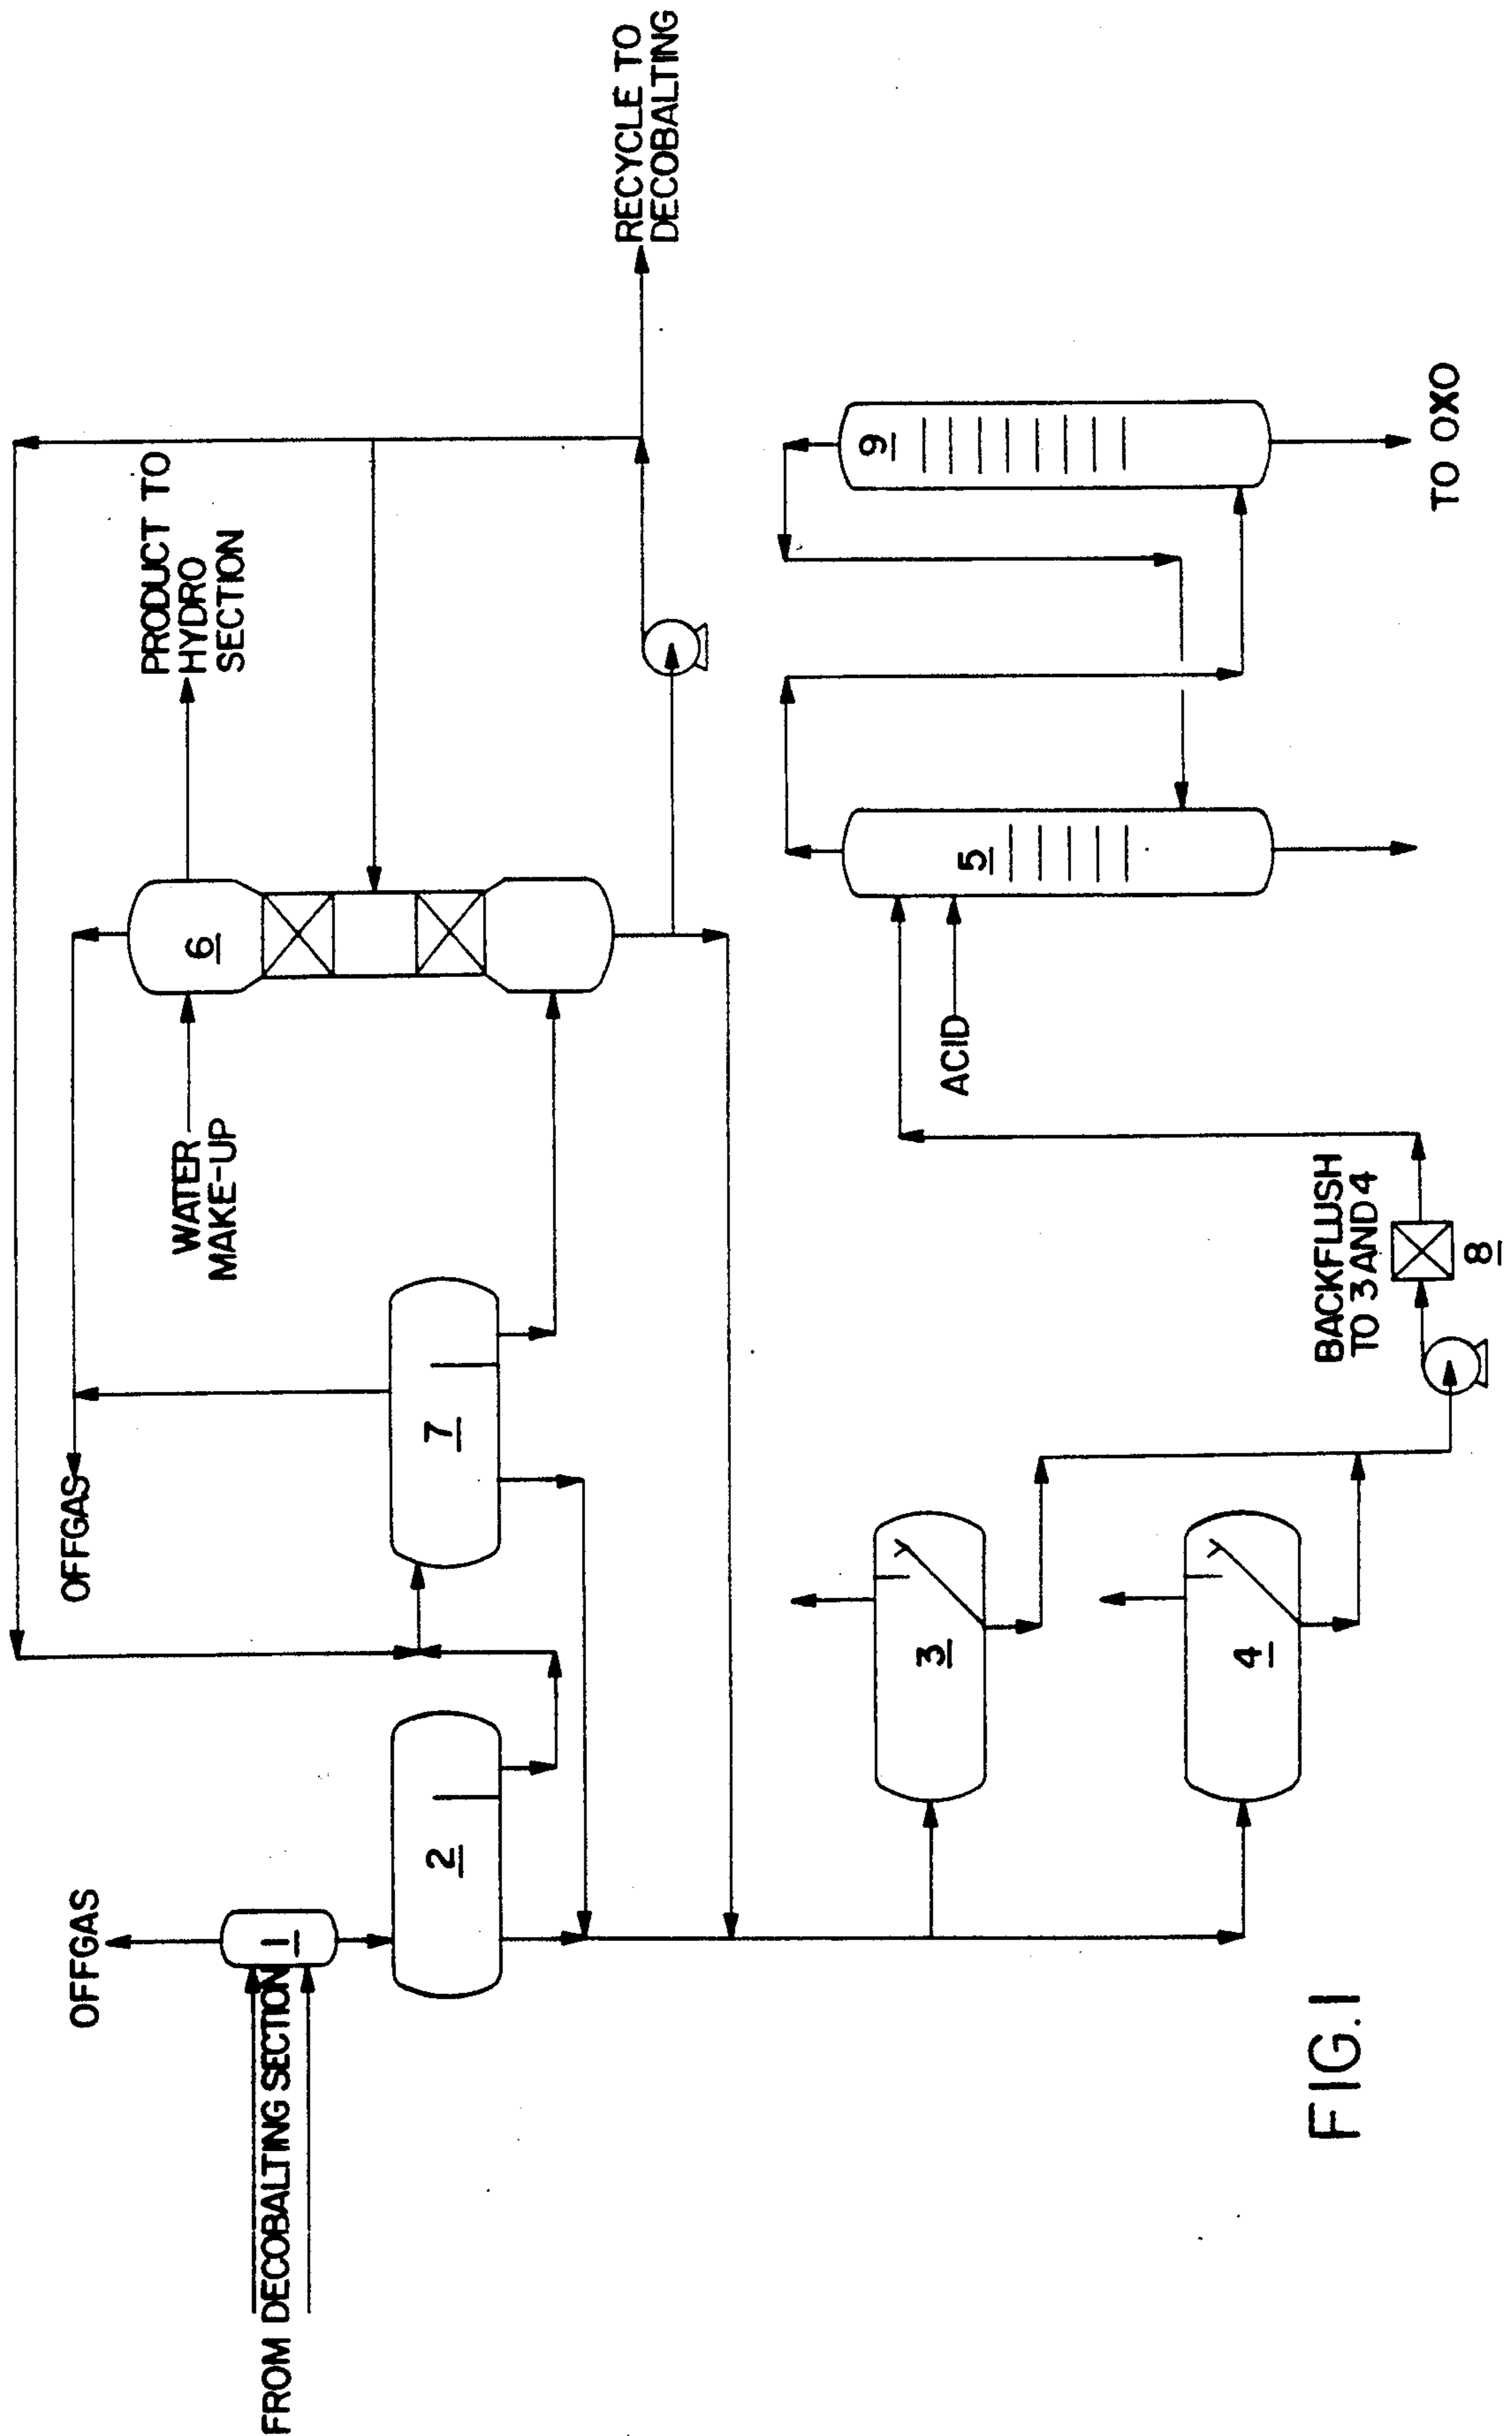 OFFGAS
FROM DECOBALTING SECTION
1
2
OFFGAS
7
WATER
MAKE-UP
6
PRODUCT TO
HYDRO
SECTION
RECYCLE TO
DECOBALTING
3
4
BACKFLUSH
TO 3 AND 4
8
ACID
5
9
TO OXO
FIG.1